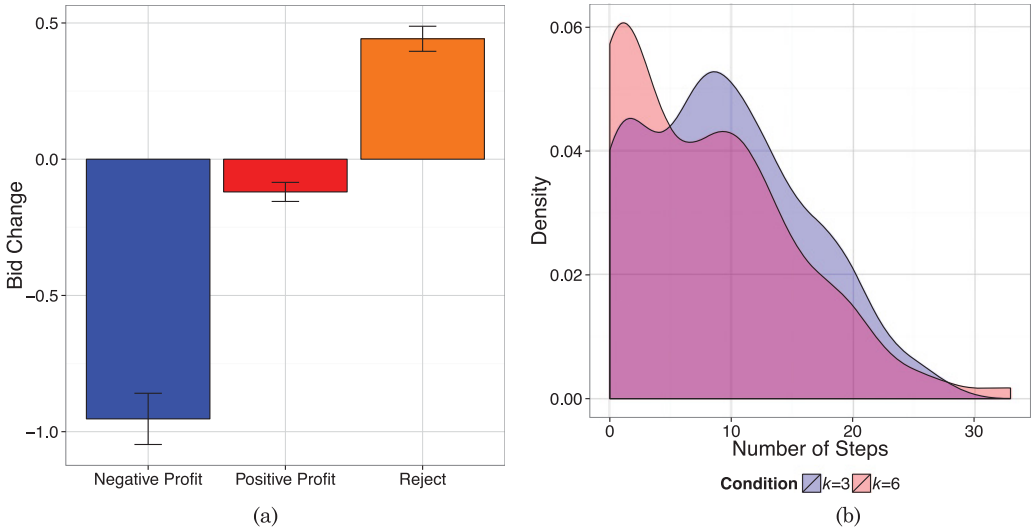 0.5
0.0
−0.5
−1.0
Bid Change
Negative Profit Positive Profit Reject
(a)
0.06
0.04
0.02
0.00
Density
0 10 20 30
Number of Steps
Condition k=3 k=6
(b)